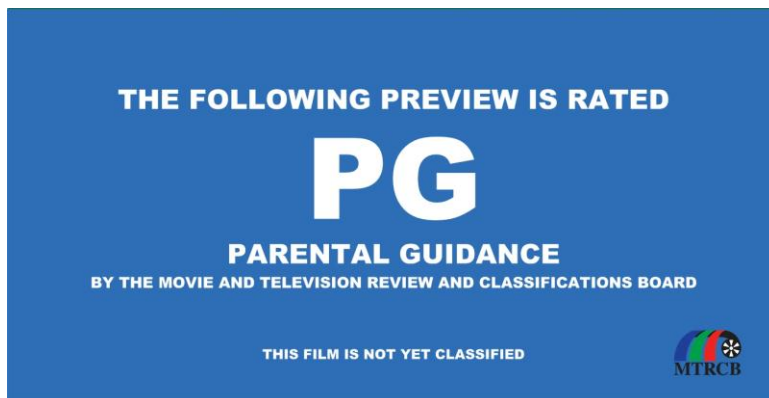 THE FOLLOWING PREVIEW IS RATED
PG
PARENTAL GUIDANCE
BY THE MOVIE AND TELEVISION REVIEW AND CLASSIFICATIONS BOARD
THIS FILM IS NOT YET CLASSIFIED
MTRCB